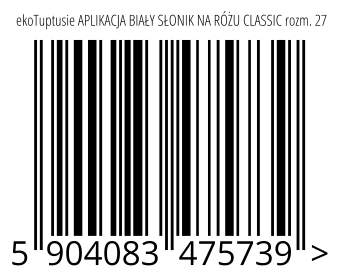 ekoTuptusie APLIKACJA BIAŁY SŁONIK NA RÓŻU CLASSIC rozm. 27
5 904083 475739 >